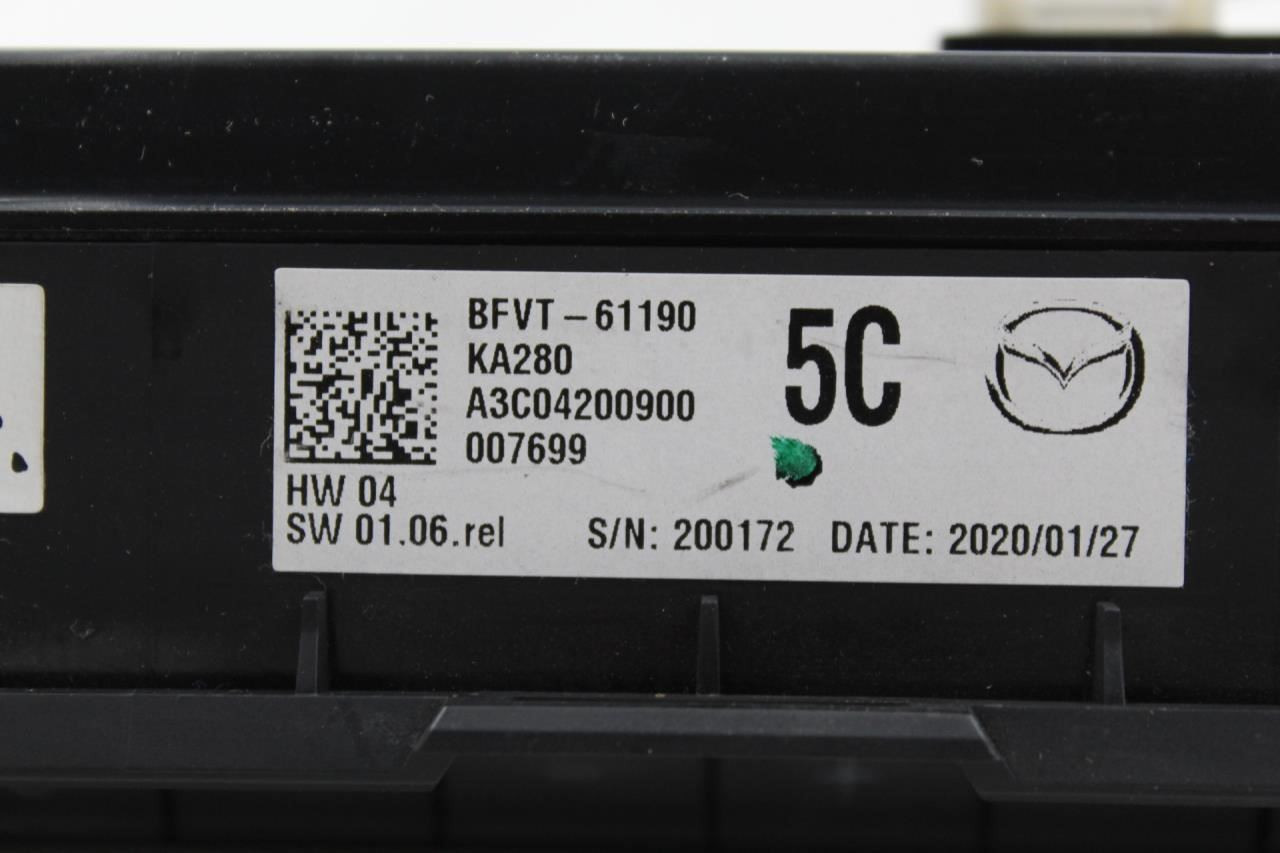 BFVT-61190
KA280
A3C04200900
007699
5C
HW 04
SW 01.06.rel
S/N: 200172 DATE: 2020/01/27